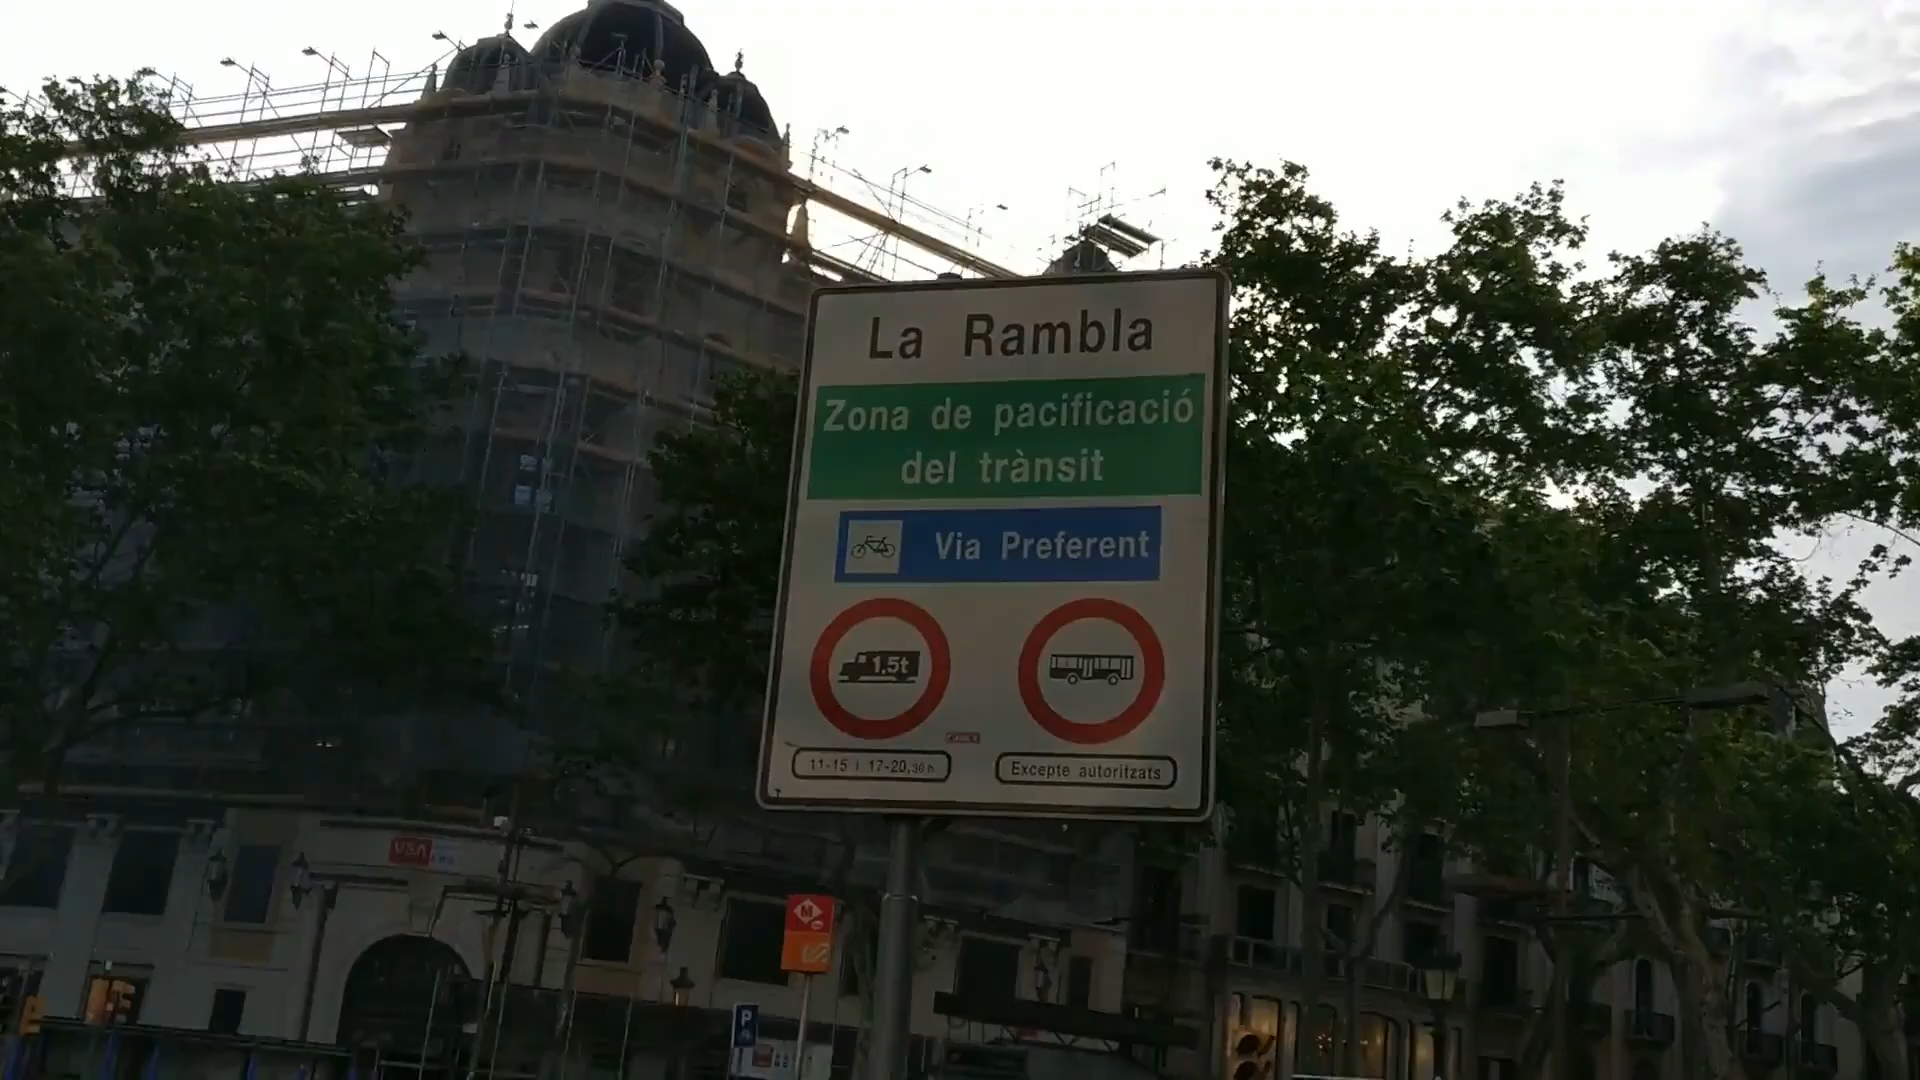 La Rambla
Zona de pacificació
del trànsit
Via Preferent
1,5t
11-15 i 17-20,30 h
Excepte autoritzats
M
P